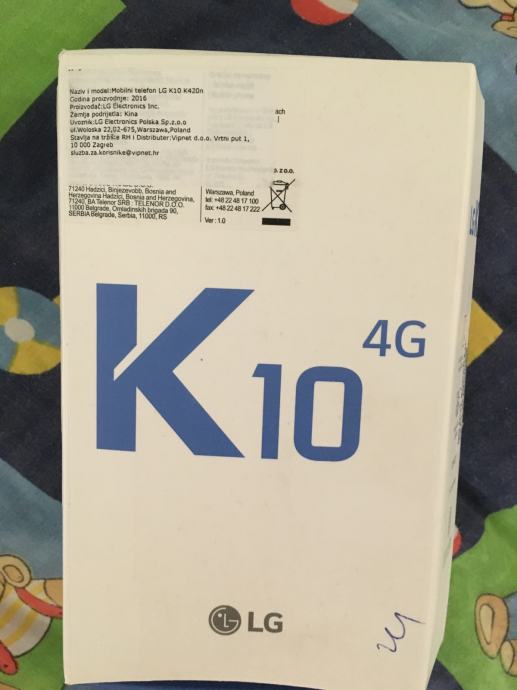 Naziv i model:Mobilni telefon LG K10 K420n
Godina proizvodnje: 2016
Proizvođač:LG Electronics Inc.
Zemlja podrijetla: Kina
Uvoznik:LG Electronics Polska Sp.z.o.o
ul.Woloska 22,02-675,Warszawa,Poland
Stavlja na tržište RH i Distributer:Vipnet d.o.o. Vrtni put 1,
10 000 Zagreb
sluzba.za.korisnike@vipnet.hr
ach
p. z o.o.
71240 Hadzici, Binjezevobb, Bosnia and
Herzegovina Hadzici, Bosnia and Herzegovina,
71240, BA Telenor SRB : TELENOR D.O.O.
11000 Belgrade, Omladinskih brigada 90,
SERBIA Belgrade, Serbia, 11000, RS
Warszawa, Poland
tel: +48 22 48 17 100
fax: +48 22 48 17 222
Ver : 1.0
K10 4G
LG